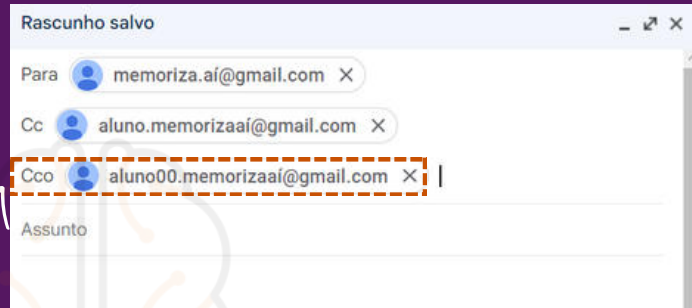 Rascunho salvo
Para memoriza.aí@gmail.com
Cc aluno.memorizaaí@gmail.com
Cco aluno00.memorizaaí@gmail.com
Assunto